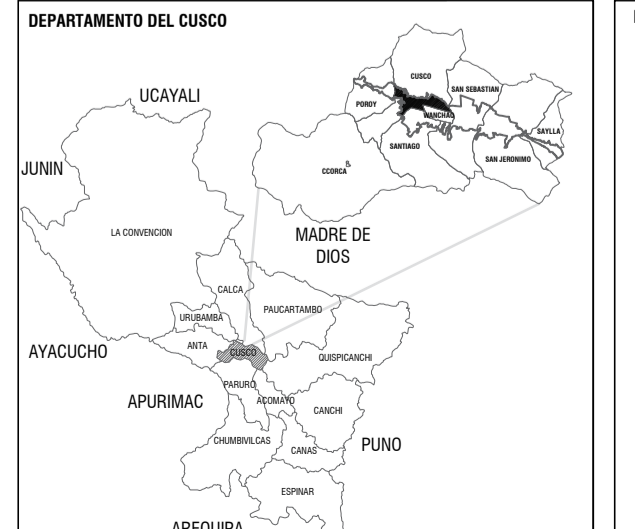 DEPARTAMENTO DEL CUSCO
CUSCO
SAN SEBASTIAN
POROY
WANCHAQ
SAYLLA
SANTIAGO
SAN JERONIMO
CCORCA
UCAYALI
JUNIN
LA CONVENCION
MADRE DE
DIOS
CALCA
PAUCARTAMBO
URUBAMBA
ANTA
CUSCO
QUISPICANCHI
AYACUCHO
PARURO
ACOMAYO
APURIMAC
CANCHI
CHUMBIVILCAS
CANAS
PUNO
ESPINAR
AREQUIPA